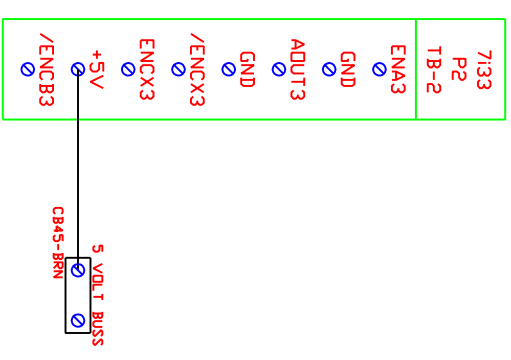 /ENCB3
+5V
ENCX3
/ENCX3
GND
AOUT3
GND
ENA3
7i33
P2
TB-2
CB45-BRN
5 VOLT BUSS